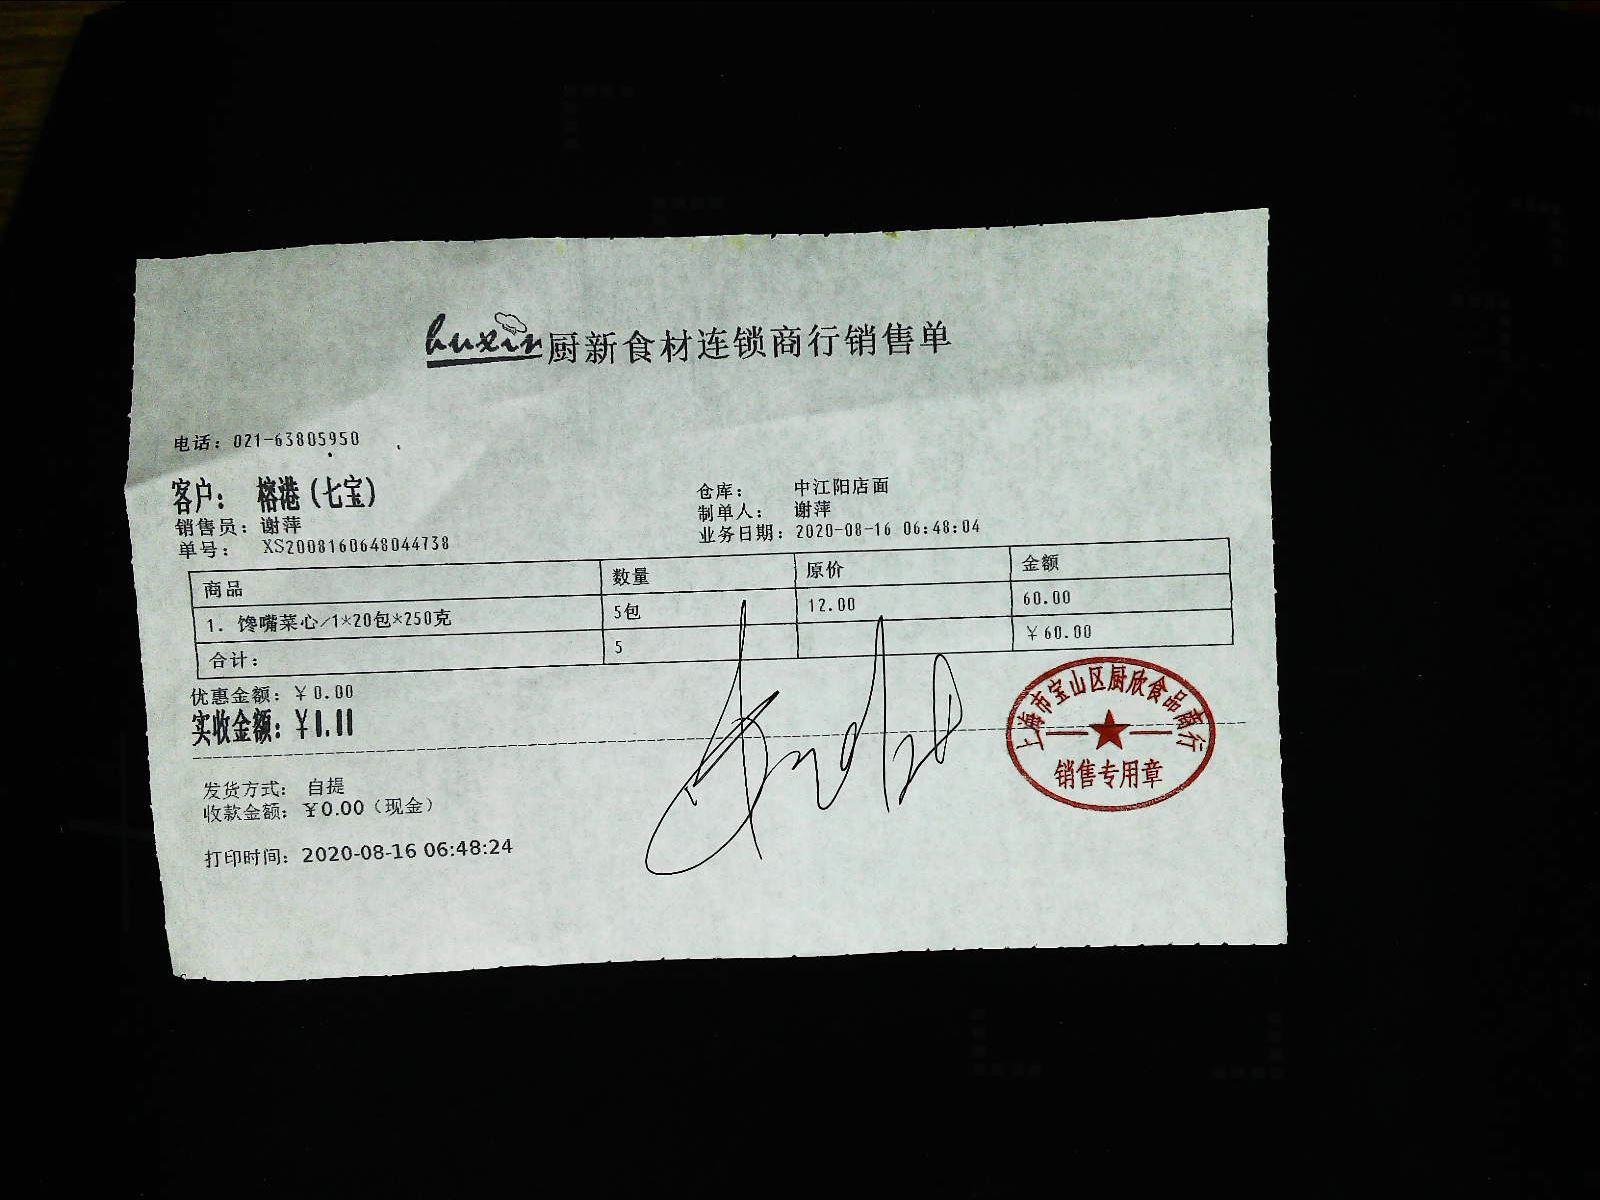 huxin厨新食材连锁商行销售单
电话：021-63805950
客户： 榕港（七宝）
仓库： 中江阳店面
销售员：谢萍
制单人： 谢萍
单号： XS2008160648044738
业务日期：2020-08-16 06:48:04
商品 数量 原价 金额
1. 馋嘴菜心/1*20包*250克 5包 12.00 60.00
合计： 5 ￥60.00
优惠金额：￥0.00
实收金额：
上海市宝山区厨欣食品商行
销售专用章
发货方式： 自提
收款金额：￥0.00（现金）
打印时间：2020-08-16 06:48:24